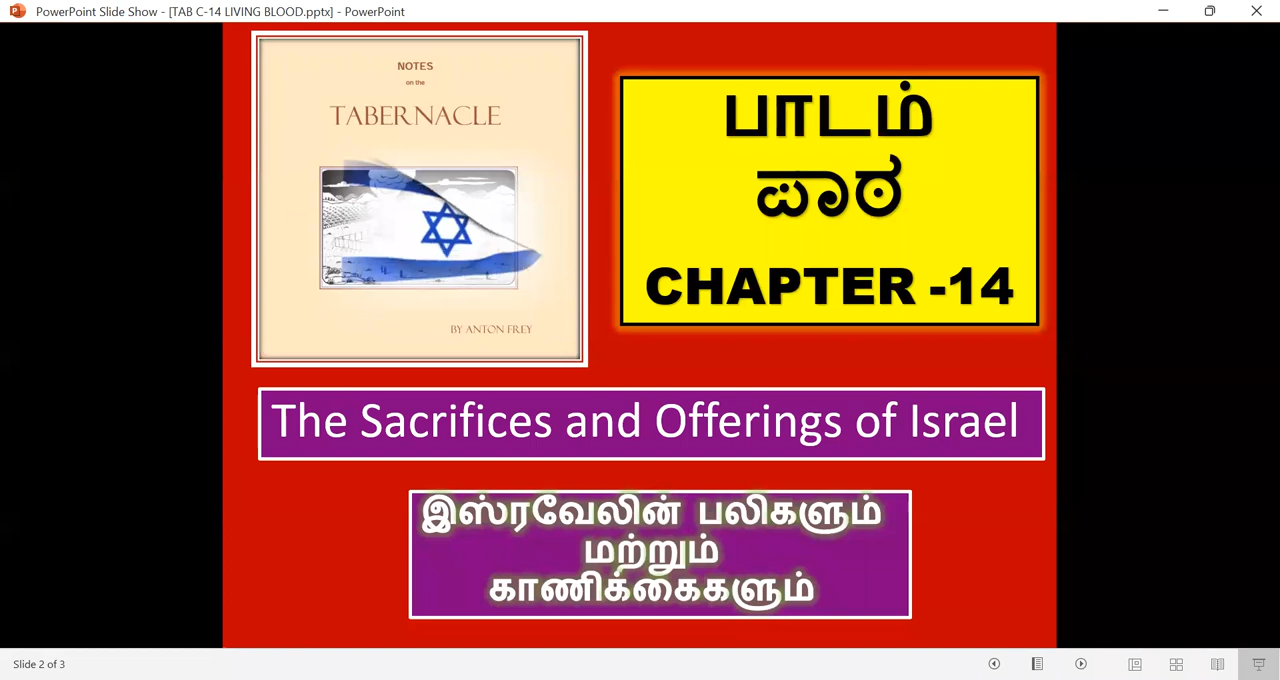 PowerPoint Slide Show - [TAB C-14 LIVING BLOOD.pptx] - PowerPoint
NOTES
on the
TABERNACLE
BY ANTON FREY
பாடம்
ಪಾಠ
CHAPTER -14
The Sacrifices and Offerings of Israel
இஸ்ரவேலின் பலிகளும்
மற்றும்
காணிக்கைகளும்
Slide 2 of 3